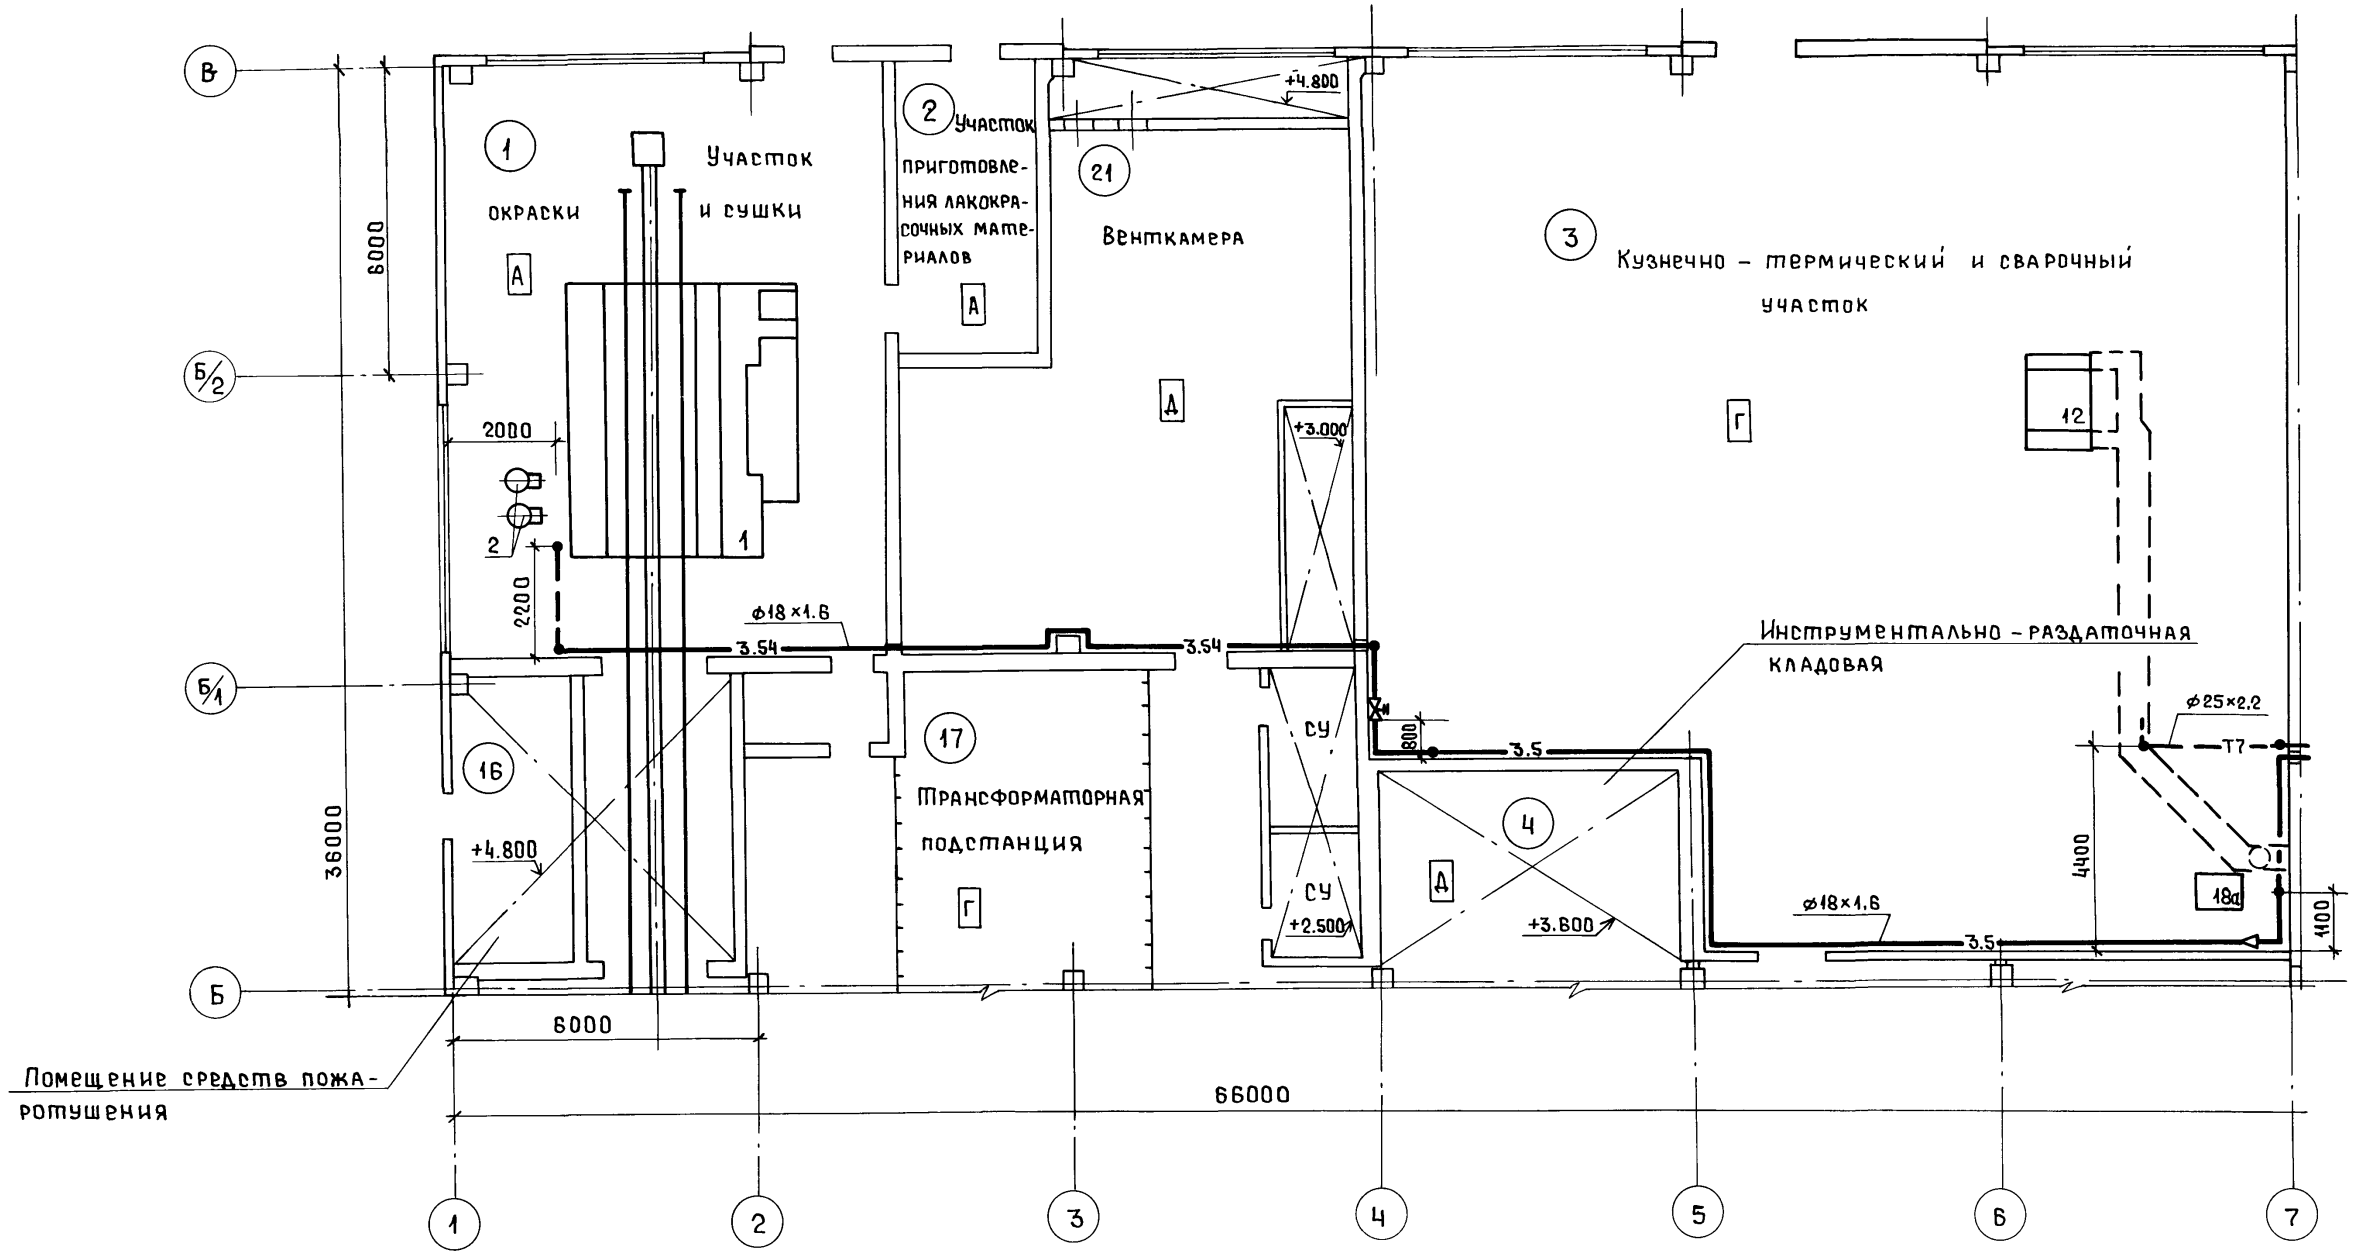 В
+4.800
2 Участок
1
Участок
приготовле-
21
окраски
и сушки
ния лакокра-
сочных мате-
риалов
Венткамера
3
Кузнечно - термический и сварочный
участок
6000
А
А
Б/2
Д
Г
12
2000
+3.000
2
1
2200
ф18×1.6
3.54
3.54
Инструментально - раздаточная
кладовая
Б/1
ф25×2.2
17
СУ
800
3.5
Т7
16
Трансформаторная
подстанция
4
36000
+4.800
4400
Г
СУ
Д
18а
+2.500
+3.600
ф18×1.6
3.5
1100
Б
6000
Помещение средств пожа-
ротушения
66000
1
2
3
4
5
6
7